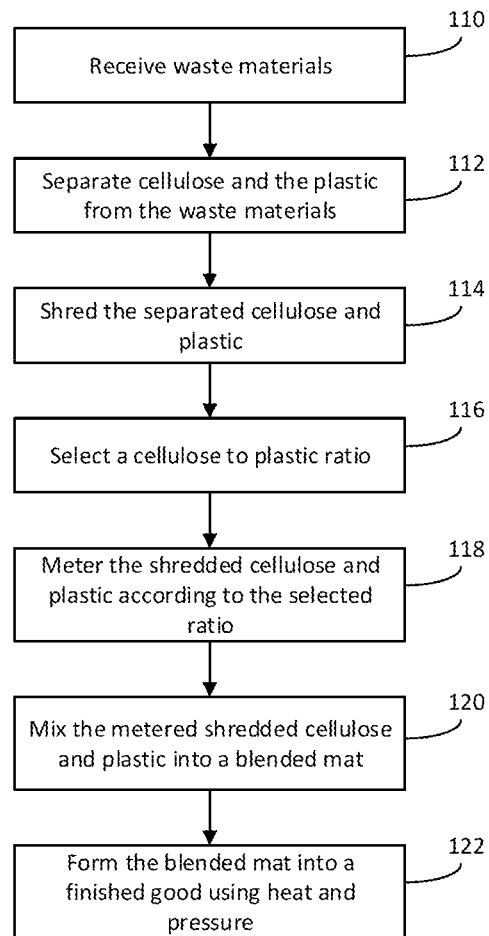 110
Receive waste materials
112
Separate cellulose and the plastic
from the waste materials
114
Shred the separated cellulose and
plastic
116
Select a cellulose to plastic ratio
118
Meter the shredded cellulose and
plastic according to the selected
ratio
120
Mix the metered shredded cellulose
and plastic into a blended mat
122
Form the blended mat into a
finished good using heat and
pressure